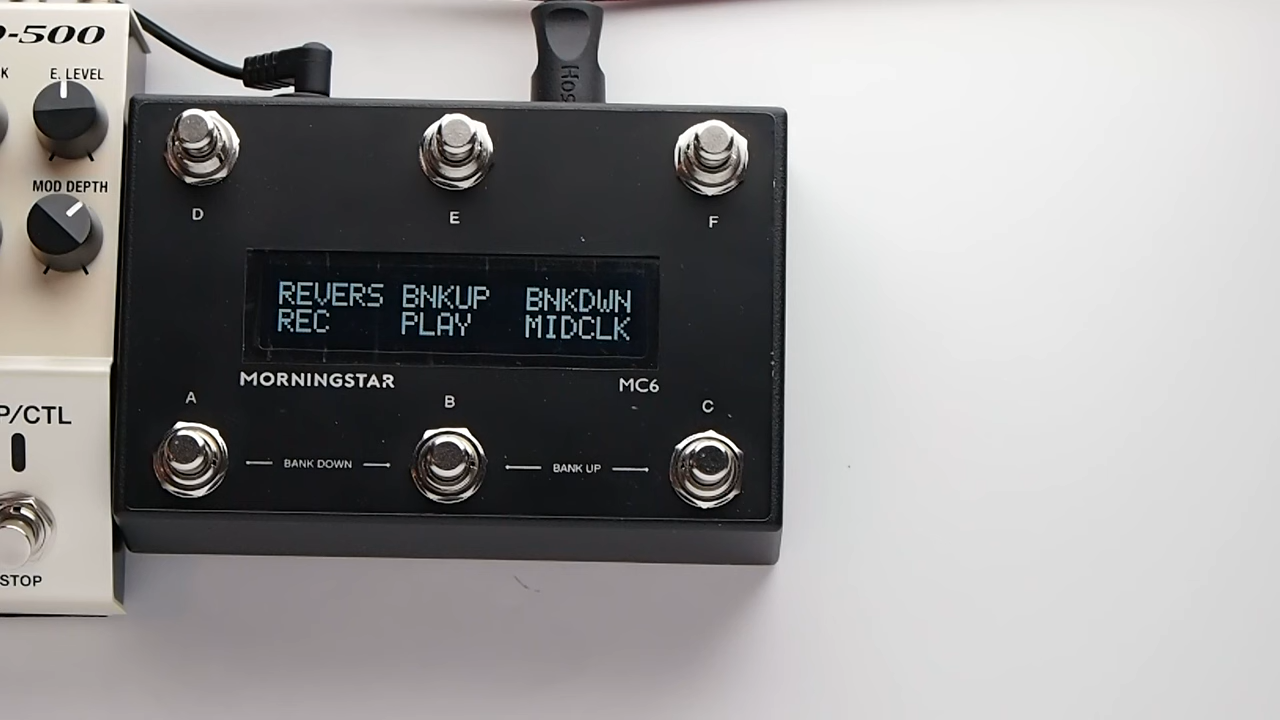 -500
E. LEVEL
MOD DEPTH
P/CTL
STOP
D
E
F
REVERS BNKUP BNKDWN
REC PLAY MIDCLK
MORNINGSTAR
MC6
A
B
C
BANK DOWN
BANK UP